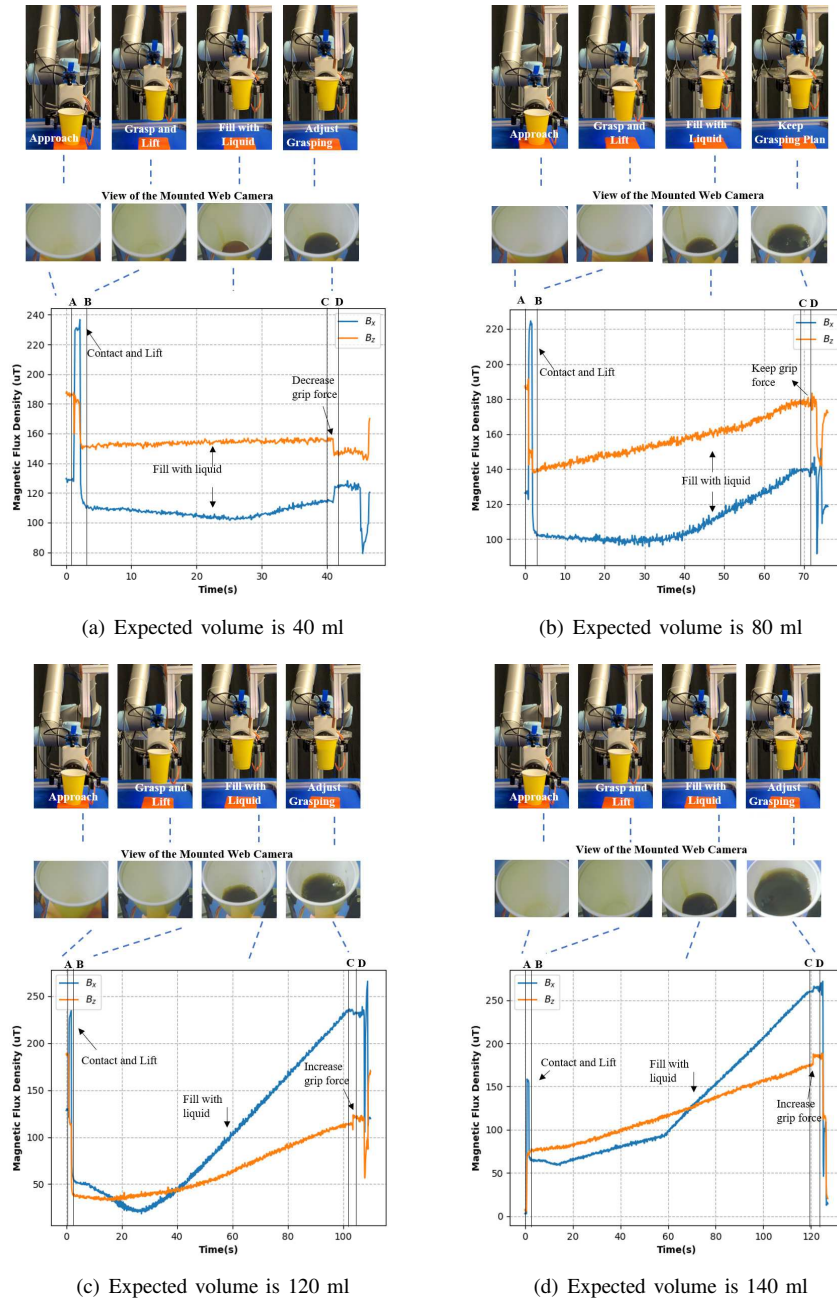 Approach
Grasp and
Lift
Fill with
Liquid
Adjust
Grasping
View of the Mounted Web Camera
A B C D
240
220
200
180
160
140
120
100
80
Magnetic Flux Density (uT)
Bx
Bz
Contact and Lift
Decrease
grip force
Fill with liquid
0 10 20 30 40
Time(s)
(a) Expected volume is 40 ml
Approach
Grasp and
Lift
Fill with
Liquid
Keep
Grasping Plan
View of the Mounted Web Camera
A B C D
220
200
180
160
140
120
100
Magnetic Flux Density (uT)
Bx
Bz
Contact and Lift
Keep grip
force
Fill with liquid
0 10 20 30 40 50 60 70
Time(s)
(b) Expected volume is 80 ml
Approach
Grasp and
Lift
Fill with
Liquid
Adjust
Grasping
View of the Mounted Web Camera
A B C D
250
200
150
100
50
Magnetic Flux Density (uT)
Bx
Bz
Contact and Lift
Increase
grip force
Fill with
liquid
0 20 40 60 80 100
Time(s)
(c) Expected volume is 120 ml
Approach
Grasp and
Lift
Fill with
Liquid
Adjust
Grasping
View of the Mounted Web Camera
A B C D
250
200
150
100
50
0
Magnetic Flux Density (uT)
Bx
Bz
Contact and Lift
Fill with
liquid
Increase
grip force
0 20 40 60 80 100 120
Time(s)
(d) Expected volume is 140 ml